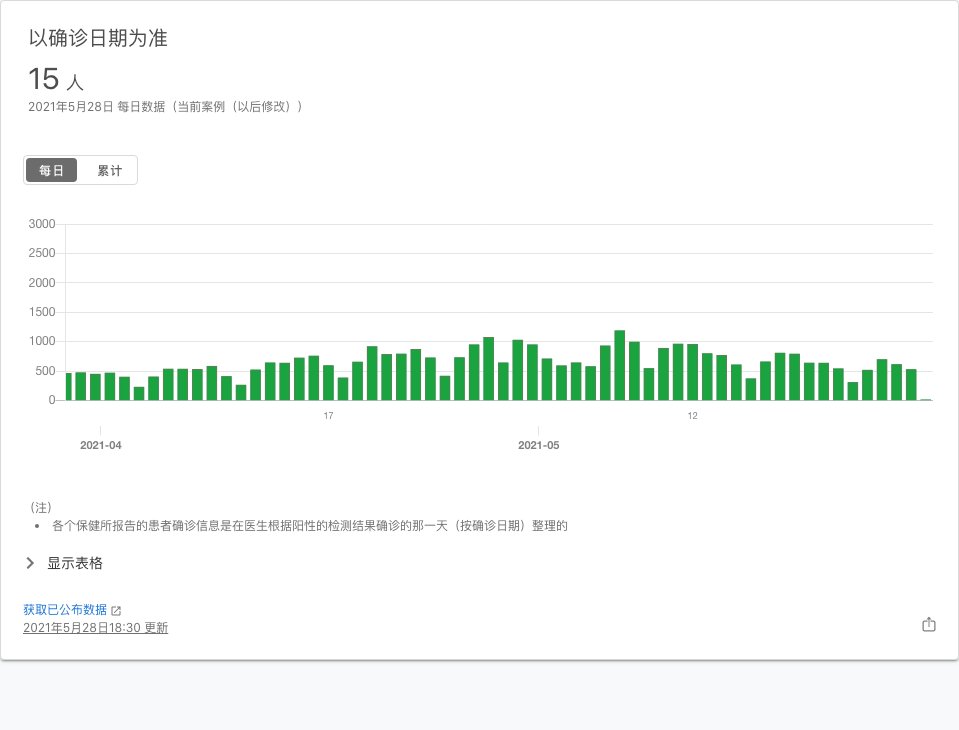 以确诊日期为准
15 人
2021年5月28日 每日数据（当前案例（以后修改））
每日 累计
3000
2500
2000
1500
1000
500
0
17 12
2021-04 2021-05
（注）
• 各个保健所报告的患者确诊信息是在医生根据阳性的检测结果确诊的那一天（按确诊日期）整理的
显示表格
获取已公布数据
2021年5月28日18:30 更新